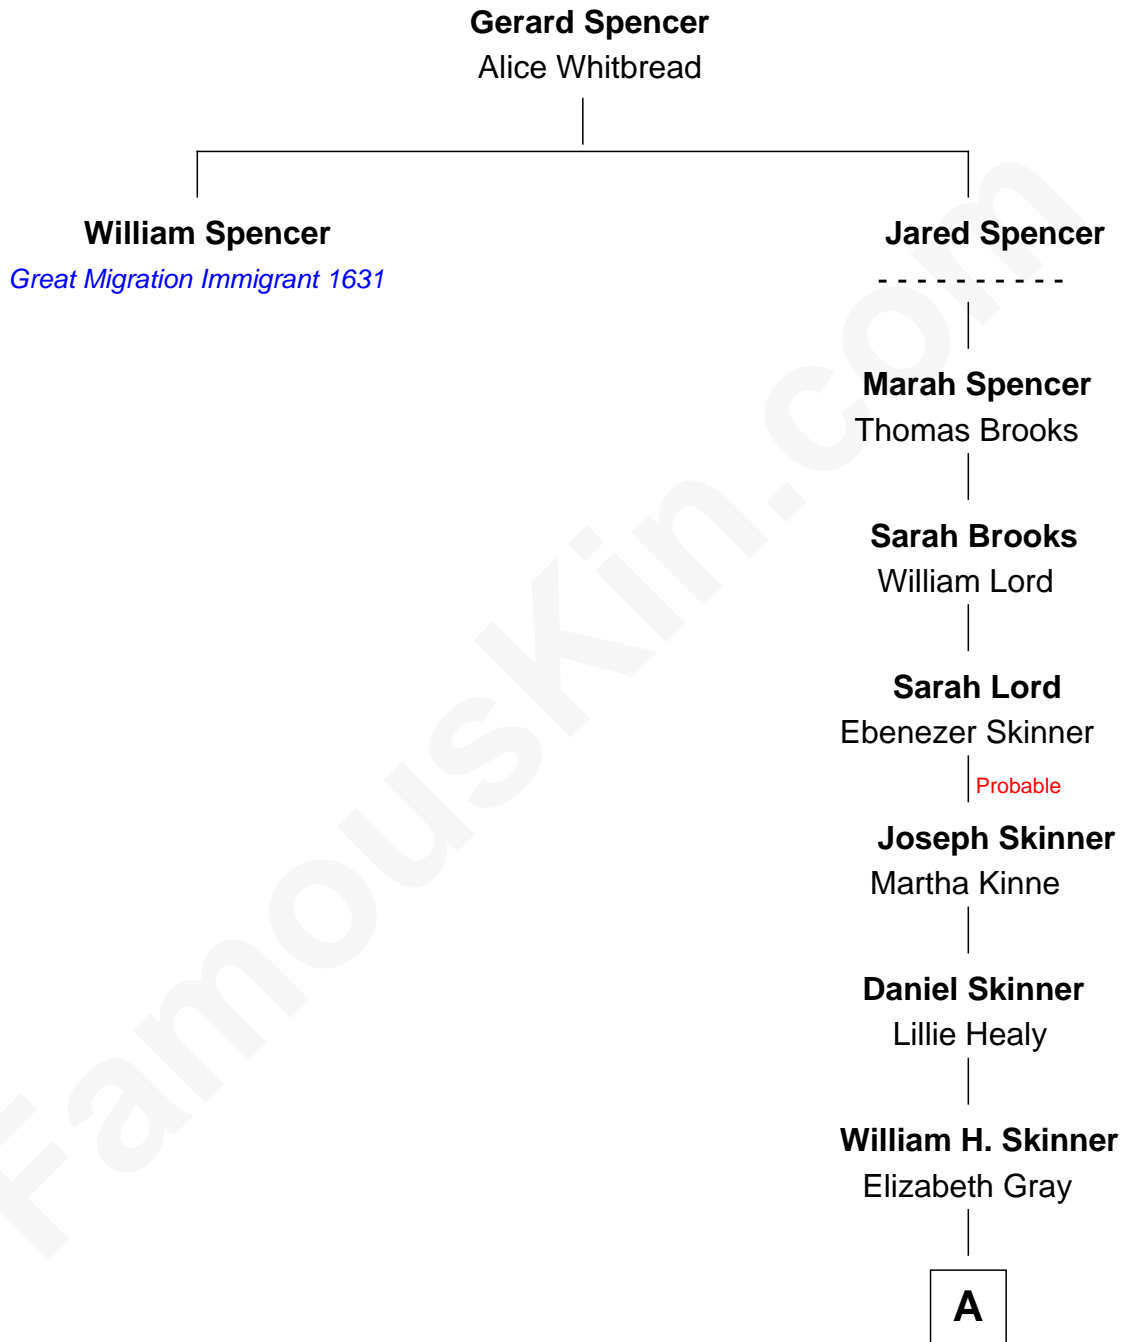 Gerard Spencer
Alice Whitbread
William Spencer
Great Migration Immigrant 1631
Jared Spencer
- - - - - - - - - -
Marah Spencer
Thomas Brooks
Sarah Brooks
William Lord
Sarah Lord
Ebenezer Skinner
Probable
Joseph Skinner
Martha Kinne
Daniel Skinner
Lillie Healy
William H. Skinner
Elizabeth Gray
A
FamousKin.com